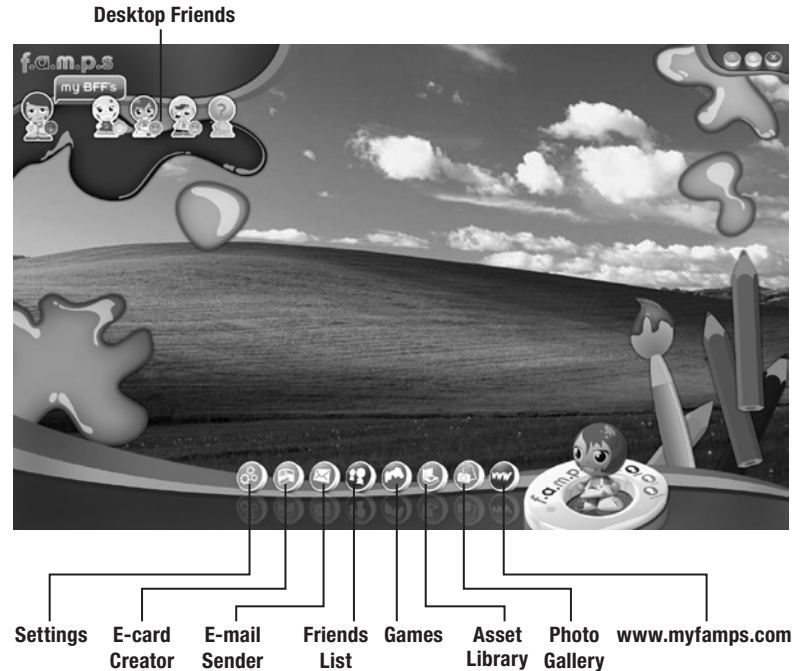 Desktop Friends
f.a.m.p.s
my BFF's
?
www
f.a.m.p.s
Settings
E-card
Creator
E-mail
Sender
Friends
List
Games
Asset
Library
Photo
Gallery
www.myfamps.com